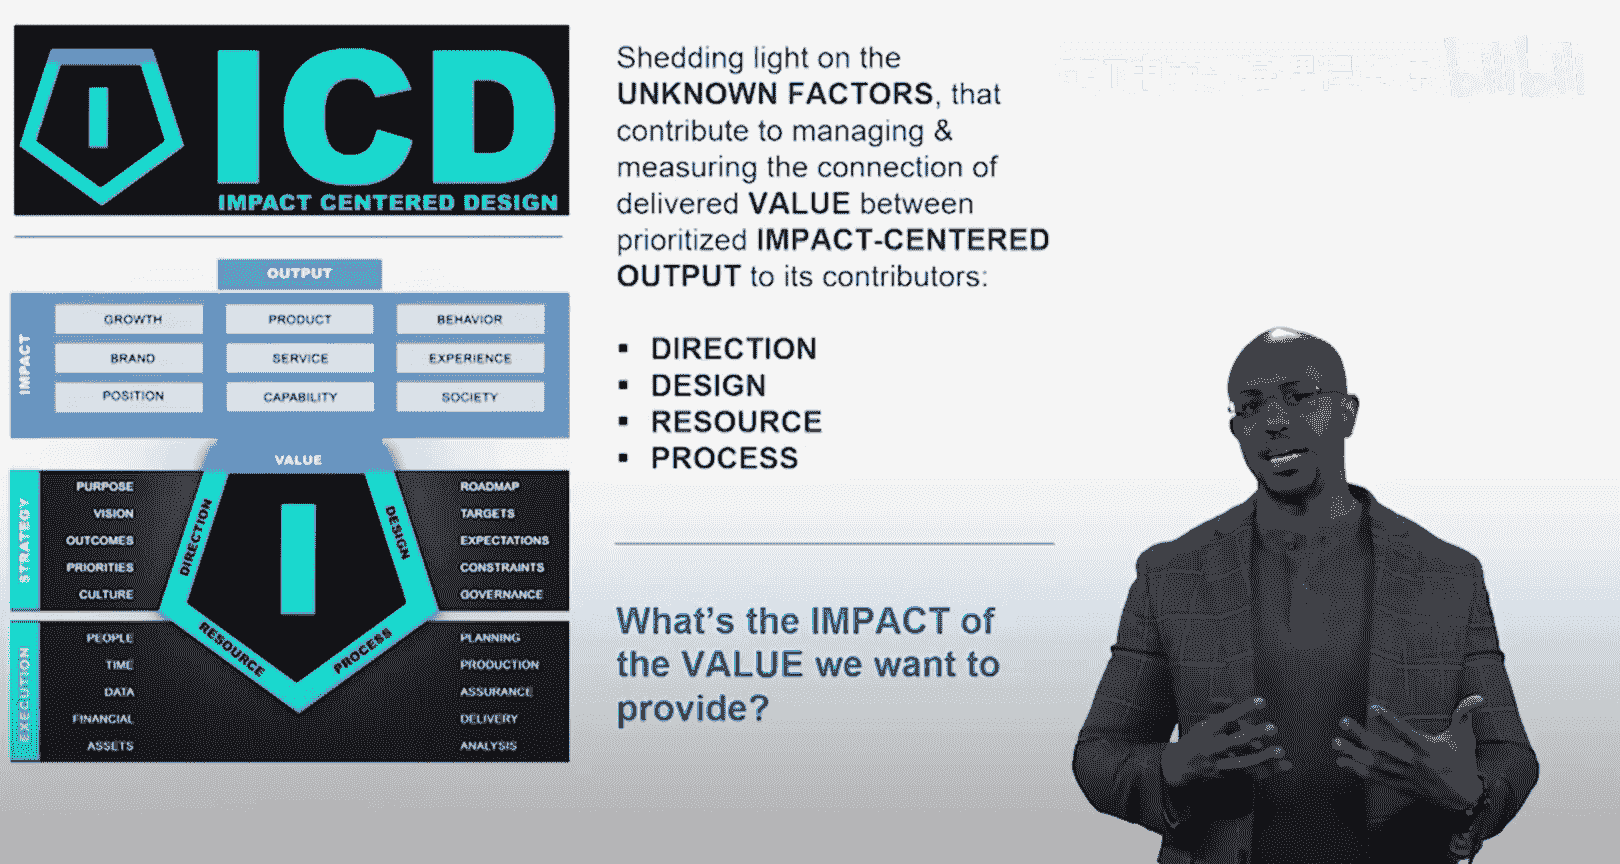 I
ICD
IMPACT CENTERED DESIGN
OUTPUT
IMPACT
GROWTH
PRODUCT
BEHAVIOR
BRAND
SERVICE
EXPERIENCE
POSITION
CAPABILITY
SOCIETY
VALUE
STRATEGY
PURPOSE
VISION
OUTCOMES
PRIORITIES
CULTURE
DIRECTION
I
DESIGN
ROADMAP
TARGETS
EXPECTATIONS
CONSTRAINTS
GOVERNANCE
EXECUTION
PEOPLE
TIME
DATA
FINANCIAL
ASSETS
RESOURCE
PROCESS
PLANNING
PRODUCTION
ASSURANCE
DELIVERY
ANALYSIS
Shedding light on the
UNKNOWN FACTORS, that
contribute to managing &
measuring the connection of
delivered VALUE between
prioritized IMPACT-CENTERED
OUTPUT to its contributors:
▪ DIRECTION
▪ DESIGN
▪ RESOURCE
▪ PROCESS
What's the IMPACT of
the VALUE we want to
provide?
bilibili